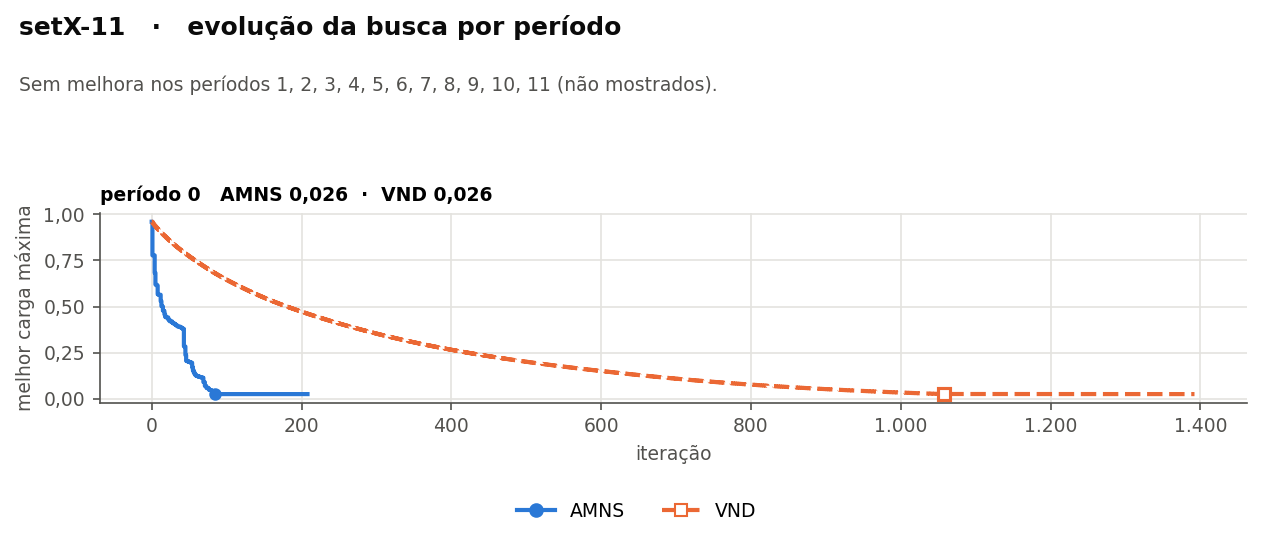 setX-11 · evolução da busca por período
Sem melhora nos períodos 1, 2, 3, 4, 5, 6, 7, 8, 9, 10, 11 (não mostrados).
período 0 AMNS 0,026 · VND 0,026
melhor carga máxima
1,00
0,75
0,50
0,25
0,00
0 200 400 600 800 1.000 1.200 1.400
iteração
AMNS VND